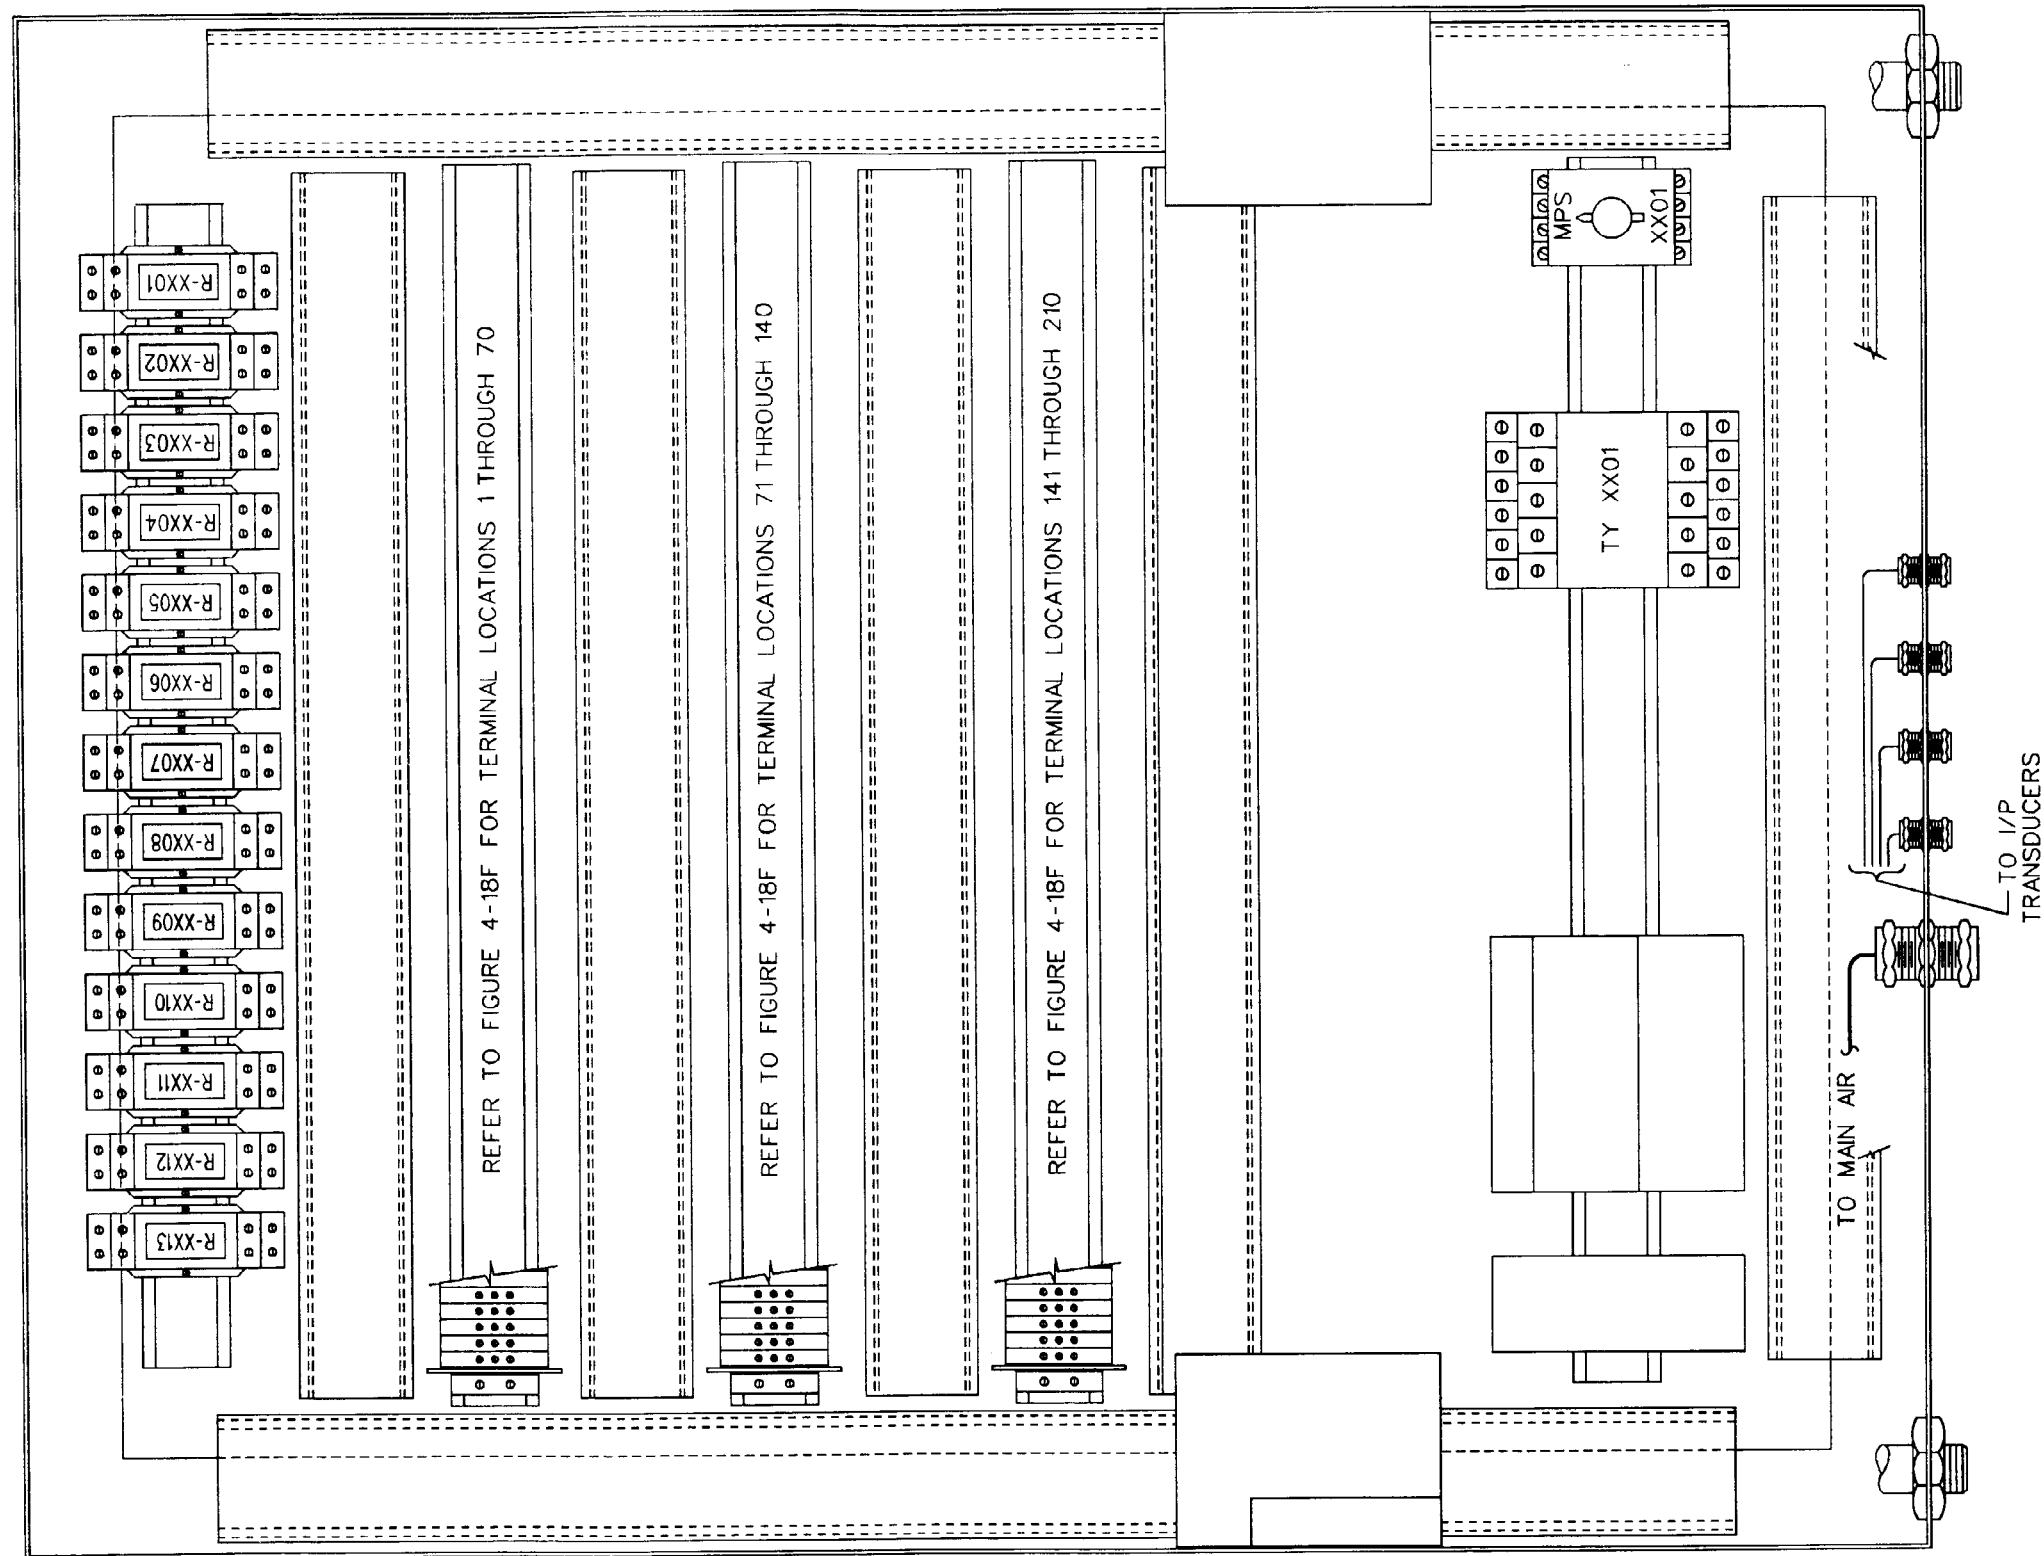 R-XX01
R-XX02
R-XX03
R-XX04
R-XX05
R-XX06
R-XX07
R-XX08
R-XX09
R-XX10
R-XX11
R-XX12
R-XX13
REFER TO FIGURE 4-18F FOR TERMINAL LOCATIONS 1 THROUGH 70
REFER TO FIGURE 4-18F FOR TERMINAL LOCATIONS 71 THROUGH 140
REFER TO FIGURE 4-18F FOR TERMINAL LOCATIONS 141 THROUGH 210
MPS
XX01
TY XX01
TO MAIN AIR
TO I/P
TRANSDUCERS